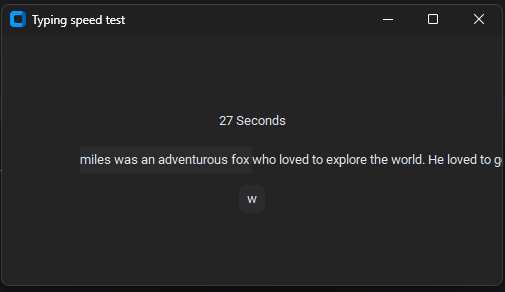 Typing speed test
27 Seconds
miles was an adventurous fox who loved to explore the world. He loved to g
w